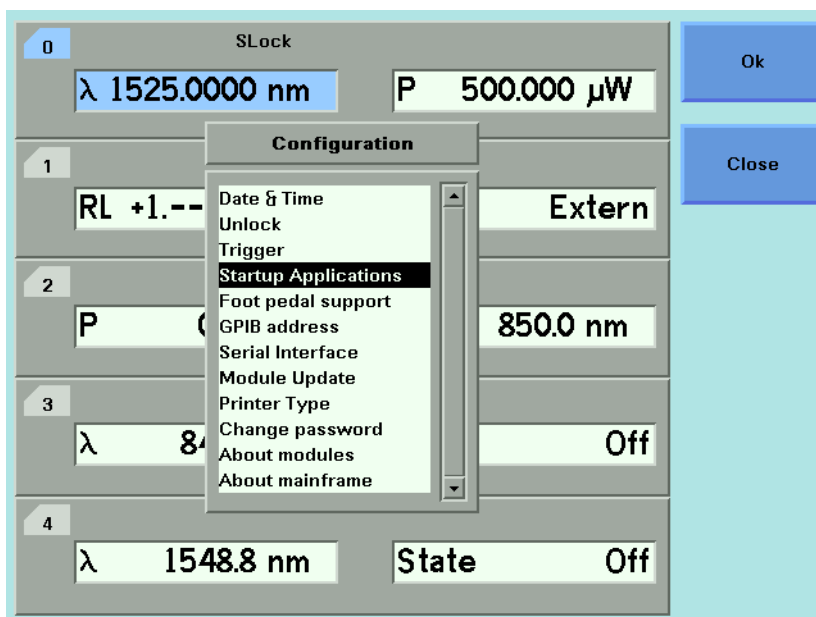 0
SLock
Ok
λ 1525.0000 nm
P 500.000 µW
Configuration
1
Close
RL +1.--
Extern
Date & Time
Unlock
Trigger
Startup Applications
Foot pedal support
GPIB address
Serial Interface
Module Update
Printer Type
Change password
About modules
About mainframe
2
P
850.0 nm
3
λ
Off
4
λ 1548.8 nm
State Off